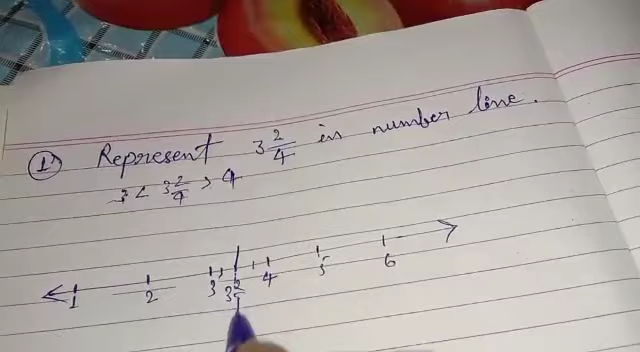 ① Represent 3 2/4 in number line.
3 < 3 2/4 > 4
1 2 3 3 2/4 4 5 6